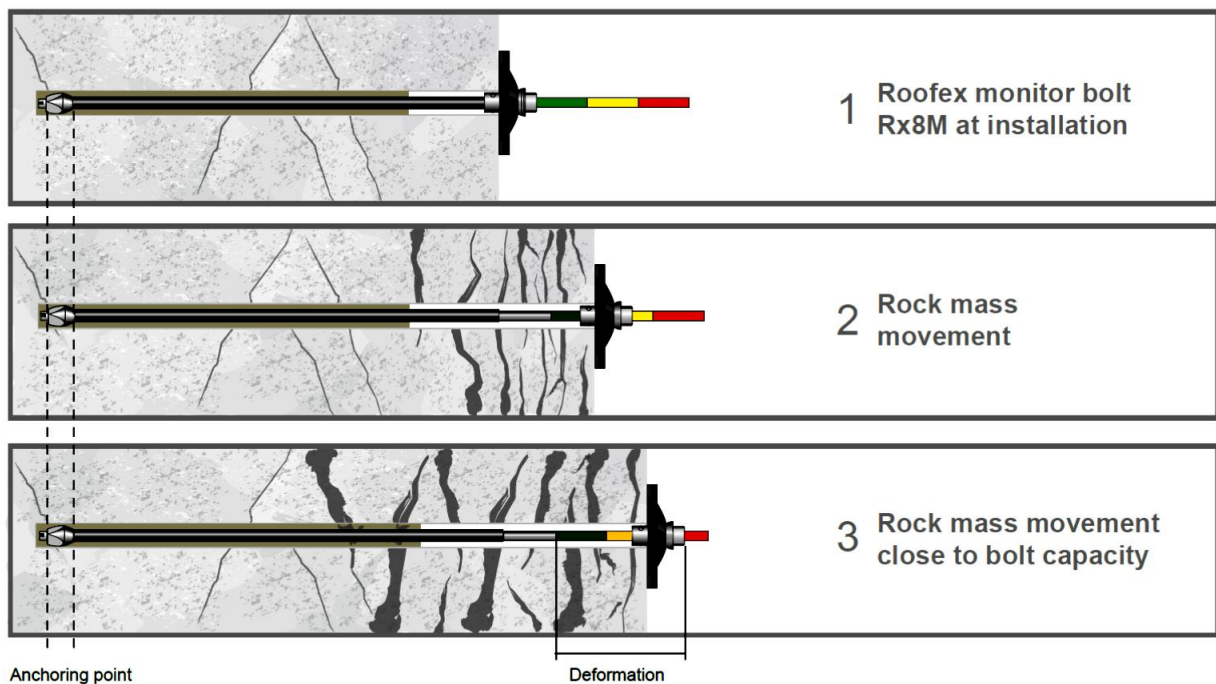 1 Roofex monitor bolt
Rx8M at installation
2 Rock mass
movement
3 Rock mass movement
close to bolt capacity
Anchoring point
Deformation